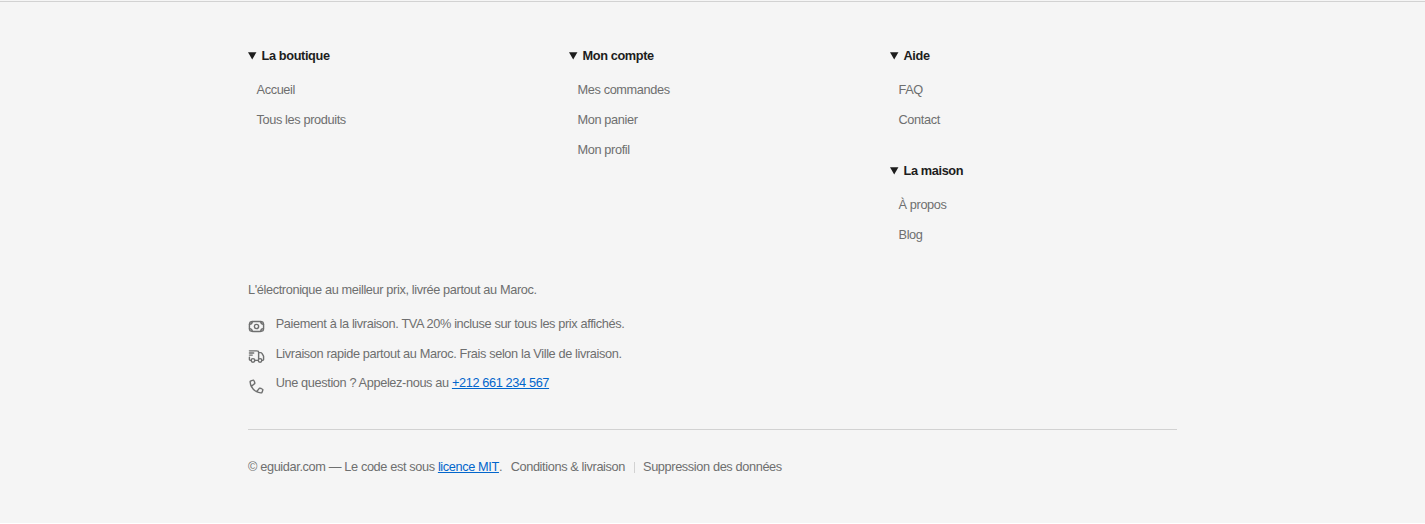 La boutique
Accueil
Tous les produits
Mon compte
Mes commandes
Mon panier
Mon profil
Aide
FAQ
Contact
La maison
À propos
Blog
L'électronique au meilleur prix, livrée partout au Maroc.
Paiement à la livraison. TVA 20% incluse sur tous les prix affichés.
Livraison rapide partout au Maroc. Frais selon la Ville de livraison.
Une question ? Appelez-nous au +212 661 234 567
© eguidar.com — Le code est sous licence MIT. Conditions & livraison | Suppression des données